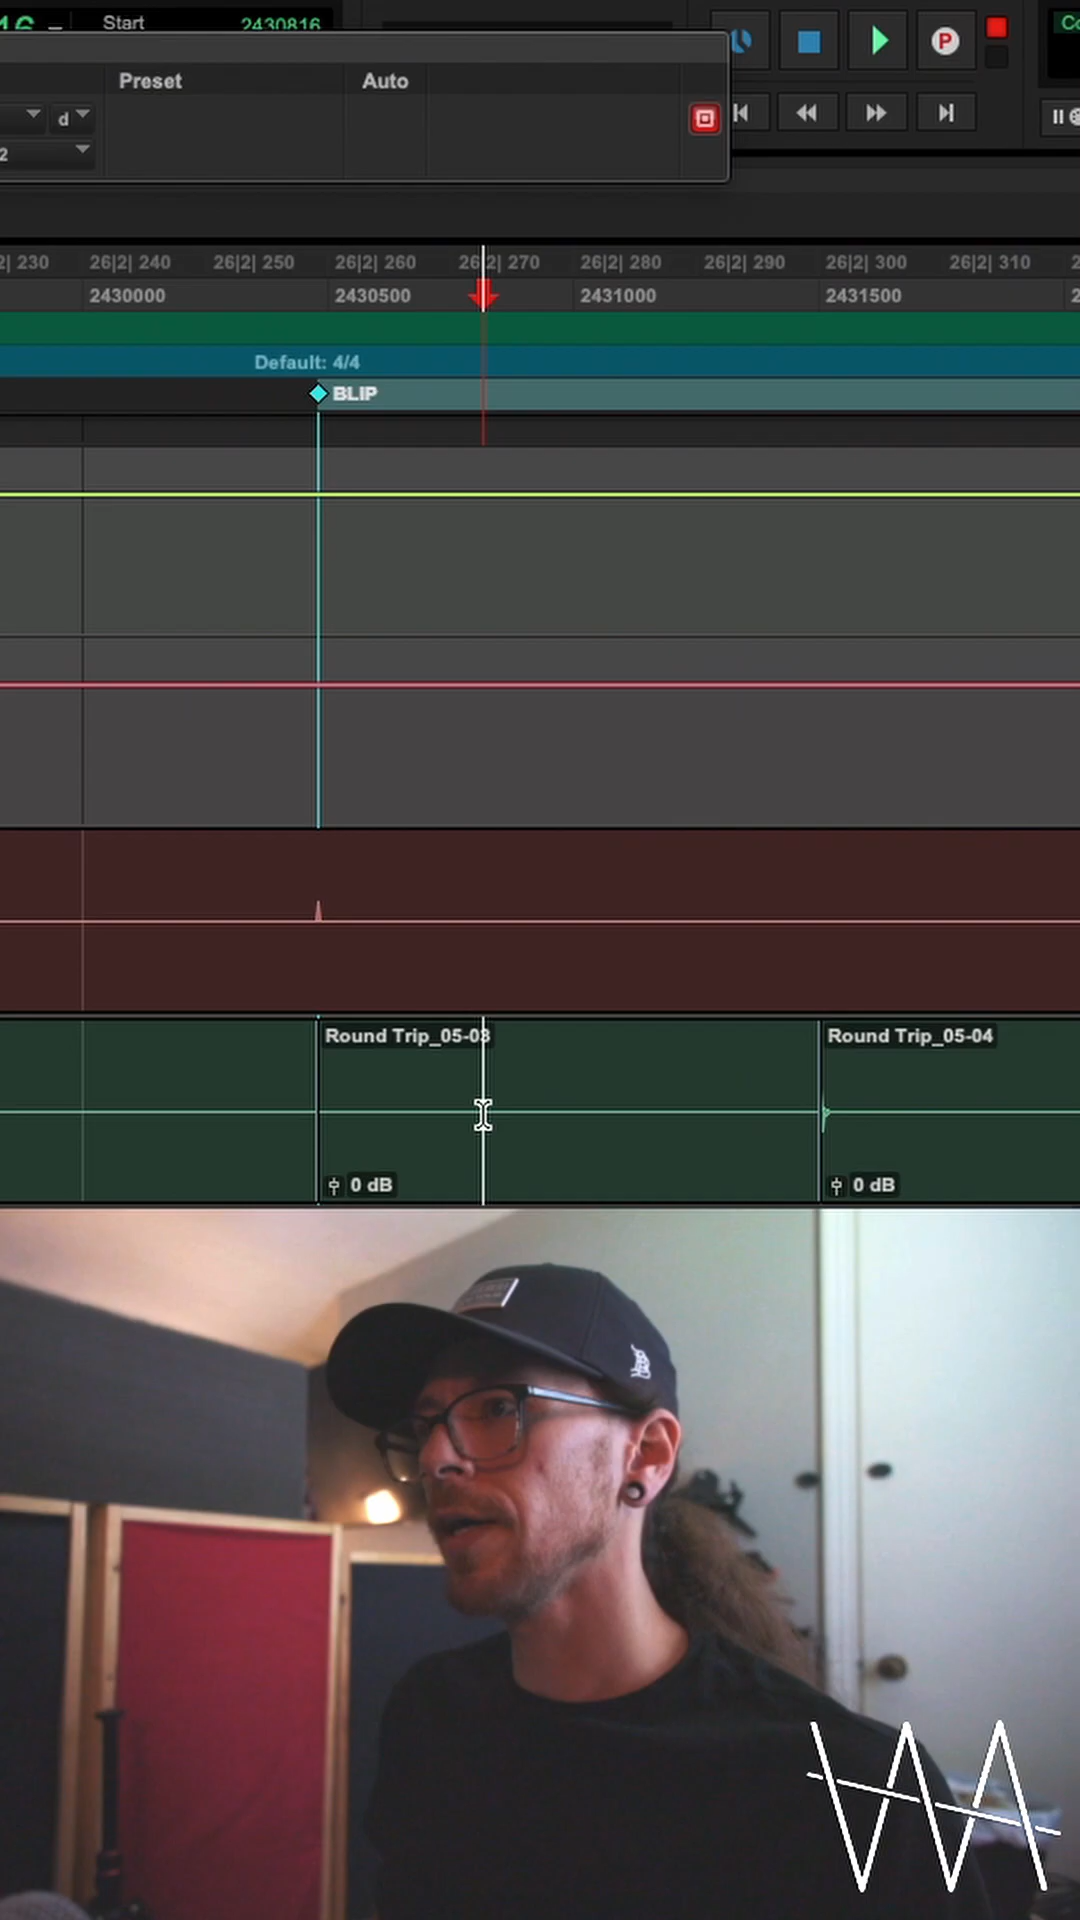 Start 2430816
Preset Auto
d
2
P
26|2| 240 26|2| 250 26|2| 260 26|2| 270 26|2| 280 26|2| 290 26|2| 300 26|2| 310
2430000 2430500 2431000 2431500
Default: 4/4
BLIP
Round Trip_05-03 Round Trip_05-04
0 dB 0 dB